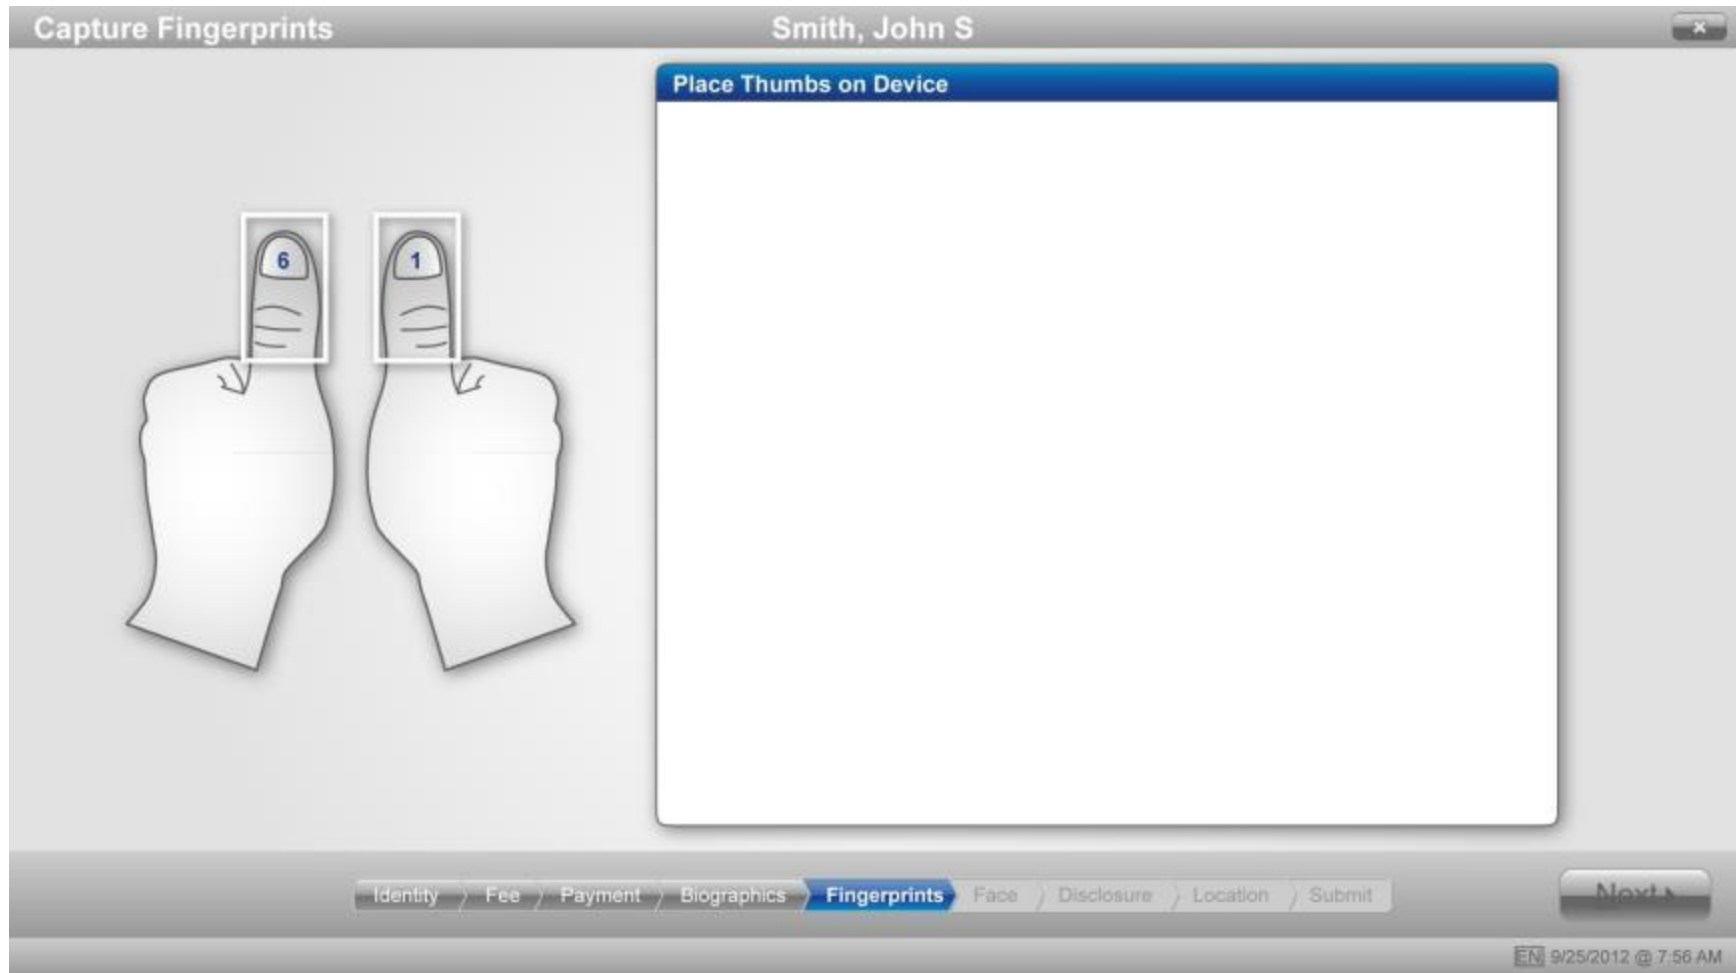 Capture Fingerprints Smith, John S
Place Thumbs on Device
6 1
Identity Fee Payment Biographics Fingerprints Face Disclosure Location Submit
Next
EN 9/25/2012 @ 7:56 AM